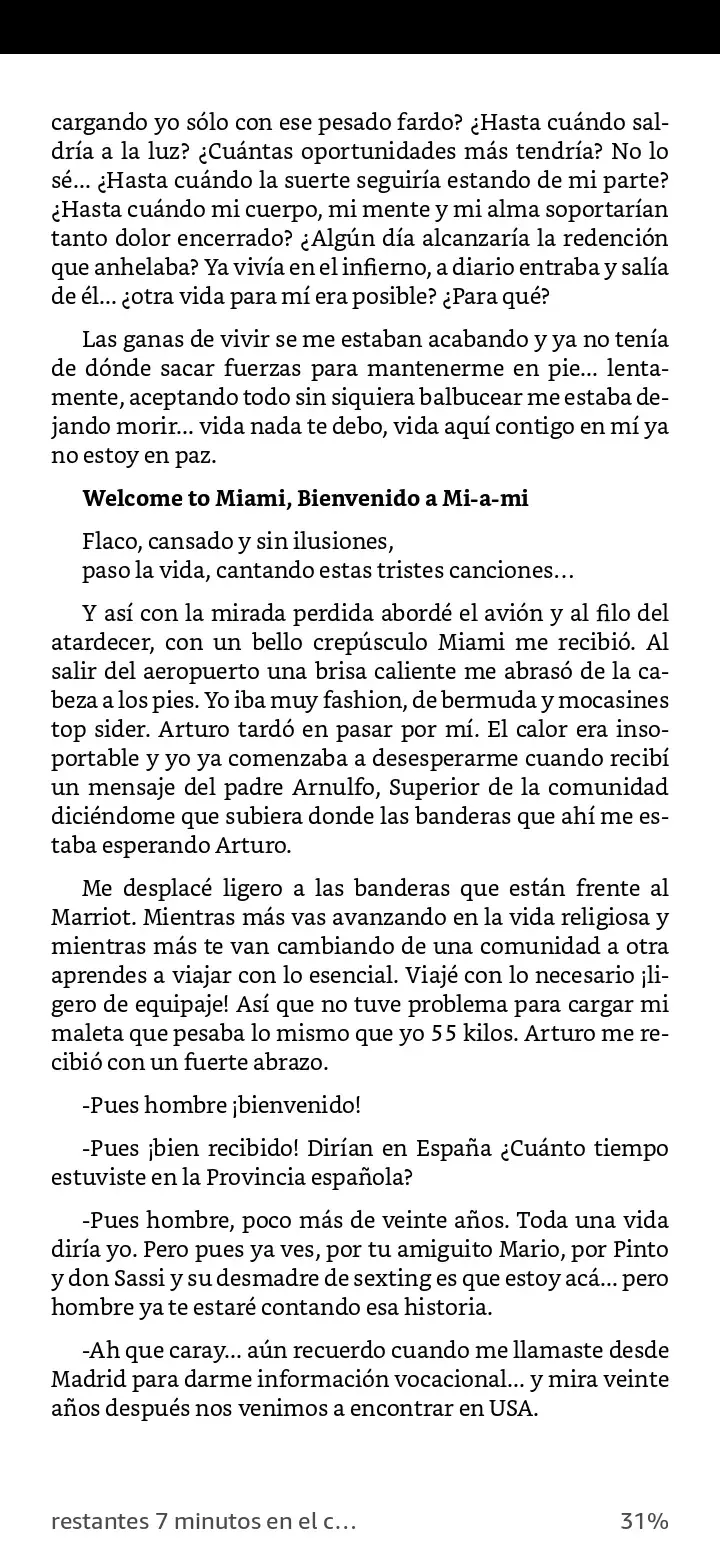 cargando yo sólo con ese pesado fardo? ¿Hasta cuándo sal-
dría a la luz? ¿Cuántas oportunidades más tendría? No lo
sé... ¿Hasta cuándo la suerte seguiría estando de mi parte?
¿Hasta cuándo mi cuerpo, mi mente y mi alma soportarían
tanto dolor encerrado? ¿Algún día alcanzaría la redención
que anhelaba? Ya vivía en el infierno, a diario entraba y salía
de él... ¿otra vida para mí era posible? ¿Para qué?
Las ganas de vivir se me estaban acabando y ya no tenía
de dónde sacar fuerzas para mantenerme en pie... lenta-
mente, aceptando todo sin siquiera balbucear me estaba de-
jando morir... vida nada te debo, vida aquí contigo en mí ya
no estoy en paz.
Welcome to Miami, Bienvenido a Mi-a-mi
Flaco, cansado y sin ilusiones,
paso la vida, cantando estas tristes canciones...
Y así con la mirada perdida abordé el avión y al filo del
atardecer, con un bello crepúsculo Miami me recibió. Al
salir del aeropuerto una brisa caliente me abrasó de la ca-
beza a los pies. Yo iba muy fashion, de bermuda y mocasines
top sider. Arturo tardó en pasar por mí. El calor era inso-
portable y yo ya comenzaba a desesperarme cuando recibí
un mensaje del padre Arnulfo, Superior de la comunidad
diciéndome que subiera donde las banderas que ahí me es-
taba esperando Arturo.
Me desplacé ligero a las banderas que están frente al
Marriot. Mientras más vas avanzando en la vida religiosa y
mientras más te van cambiando de una comunidad a otra
aprendes a viajar con lo esencial. Viajé con lo necesario ¡li-
gero de equipaje! Así que no tuve problema para cargar mi
maleta que pesaba lo mismo que yo 55 kilos. Arturo me re-
cibió con un fuerte abrazo.
-Pues hombre ¡bienvenido!
-Pues ¡bien recibido! Dirían en España ¿Cuánto tiempo
estuviste en la Provincia española?
-Pues hombre, poco más de veinte años. Toda una vida
diría yo. Pero pues ya ves, por tu amiguito Mario, por Pinto
y don Sassi y su desmadre de sexting es que estoy acá... pero
hombre ya te estaré contando esa historia.
-Ah que caray... aún recuerdo cuando me llamaste desde
Madrid para darme información vocacional... y mira veinte
años después nos venimos a encontrar en USA.
restantes 7 minutos en el c...
31%